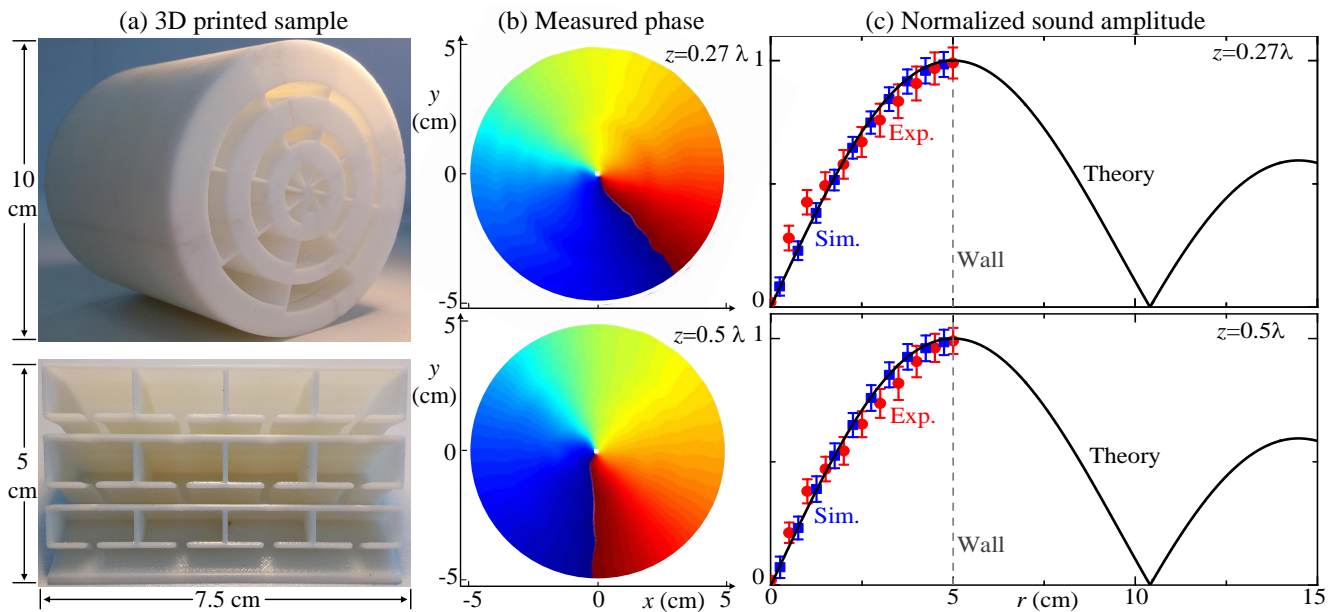 (a) 3D printed sample
(b) Measured phase
(c) Normalized sound amplitude
10
cm
5
cm
7.5 cm
5
z=0.27 λ
y
(cm)
0
-5
0
5
5
z=0.5 λ
y
(cm)
0
-5
-5
0
x (cm)
5
1
z=0.27λ
Exp.
Theory
Sim.
Wall
0
1
z=0.5λ
Exp.
Theory
Sim.
Wall
0
0
5
r (cm)
10
15